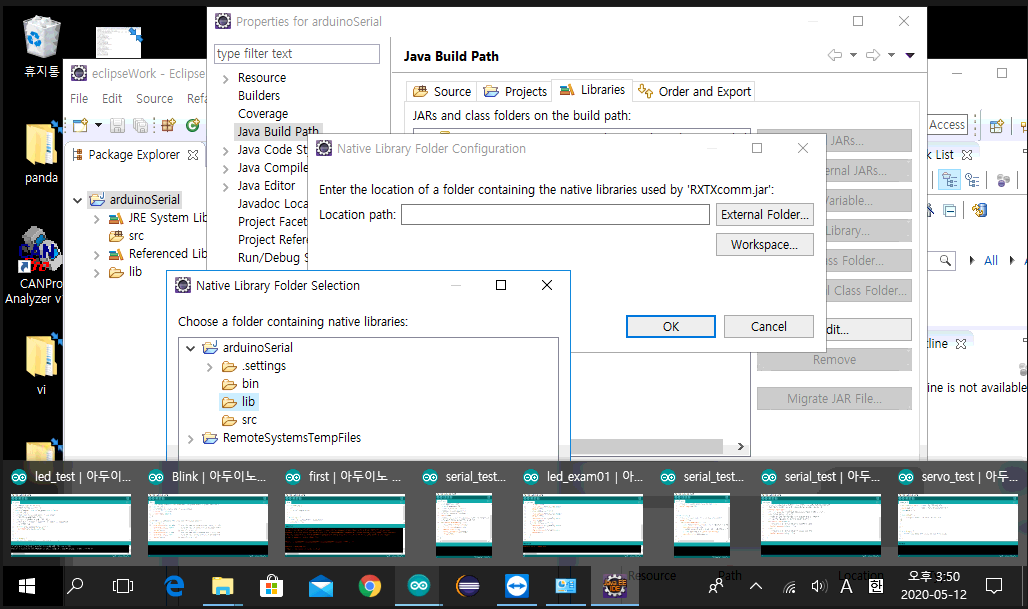 휴지통
panda
CANPro
Analyzer v
vi
eclipseWork - Eclipse
File Edit Source Refa
Package Explorer
arduinoSerial
JRE System Lib
src
Referenced Lib
lib
Properties for arduinoSerial
type filter text
Resource
Builders
Coverage
Java Build Path
Java Code St
Java Compile
Java Editor
Javadoc Loca
Project Facet
Project Refer
Run/Debug S
Java Build Path
Source Projects Libraries Order and Export
JARs and class folders on the build path:
JARs...
rnal JARs...
ariable...
ibrary...
ss Folder...
l Class Folder...
dit...
Remove
Migrate JAR File...
Access
k List
All
tline
ine is not available
Native Library Folder Configuration
Enter the location of a folder containing the native libraries used by 'RXTXcomm.jar':
Location path:
External Folder...
Workspace...
OK Cancel
Native Library Folder Selection
Choose a folder containing native libraries:
arduinoSerial
.settings
bin
lib
src
RemoteSystemsTempFiles
led_test | 아두이... Blink | 아두이노... first | 아두이노 ... serial_test... led_exam01 | 아... serial_test... serial_test | 아두... servo_test | 아두...
Resource Path Location
A 한 오후 3:50
2020-05-12